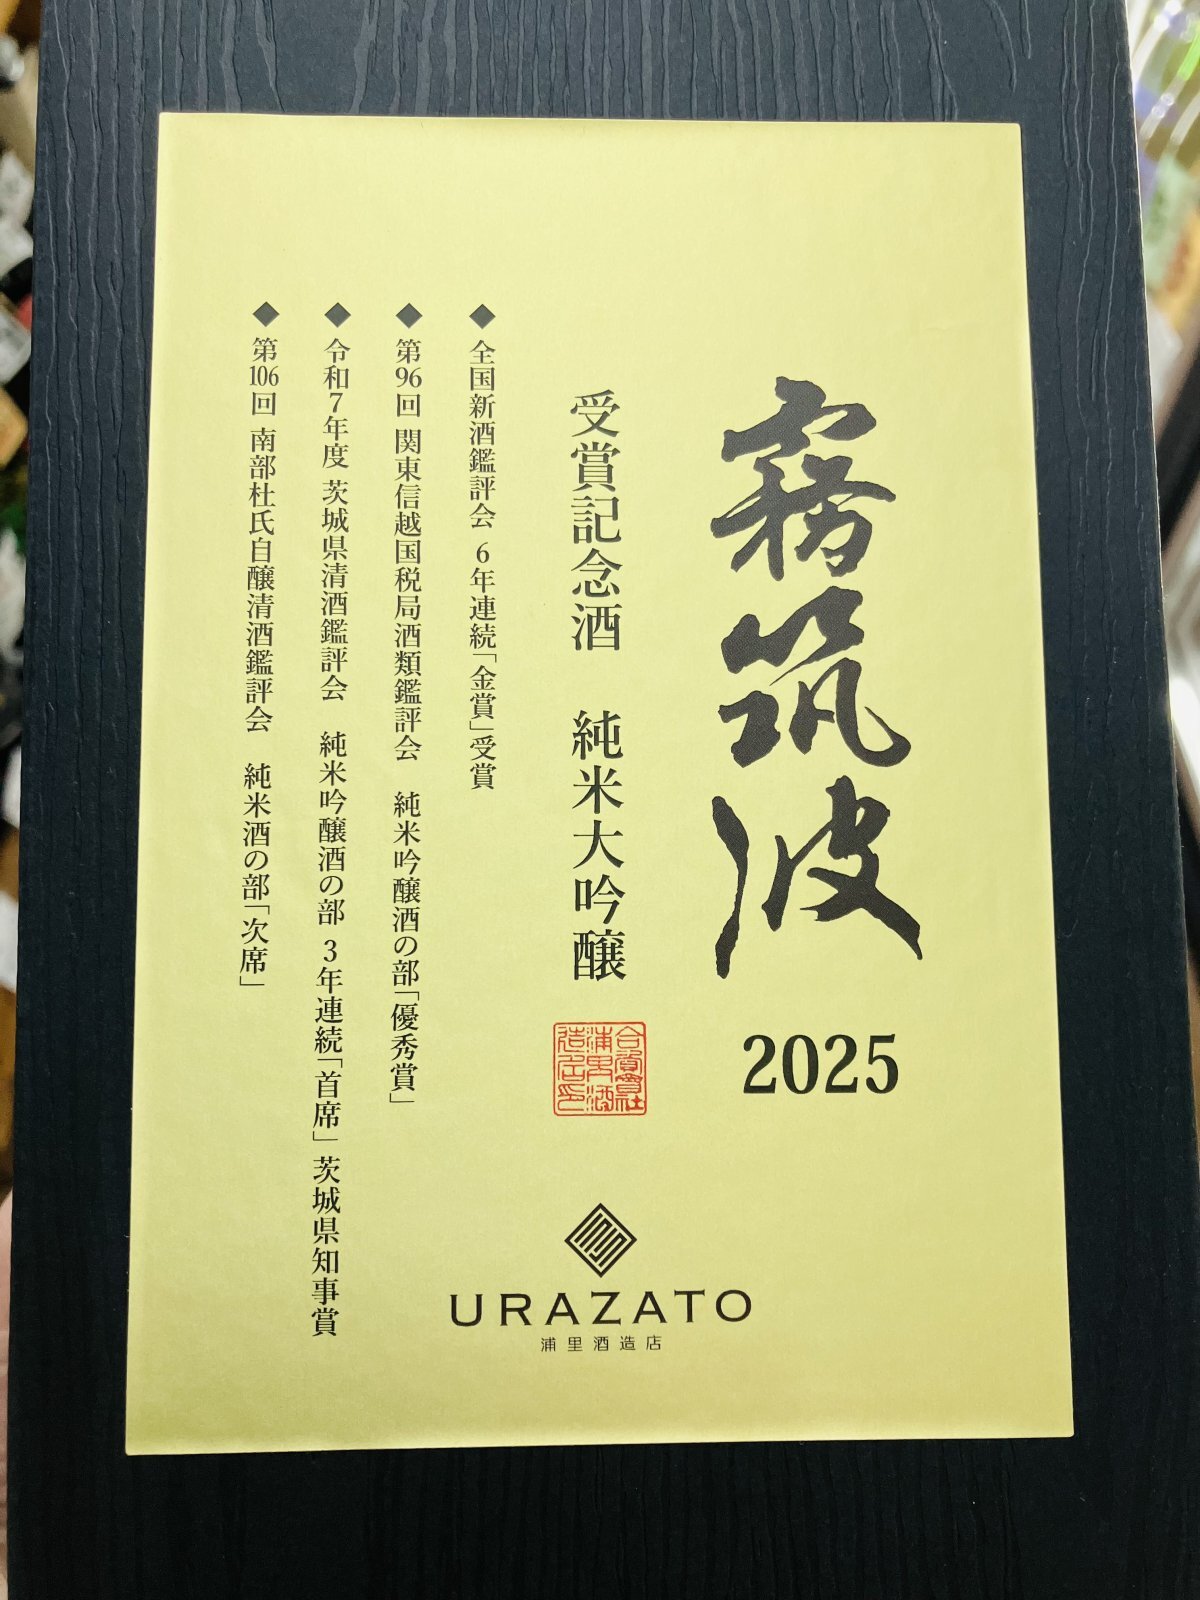 霧筑波
2025
受賞記念酒　純米大吟醸
◆ 全国新酒鑑評会 6年連続「金賞」受賞
◆ 第96回 関東信越国税局酒類鑑評会　純米吟醸酒の部「優秀賞」
◆ 令和7年度 茨城県清酒鑑評会　純米吟醸酒の部 3年連続「首席」茨城県知事賞
◆ 第106回 南部杜氏自醸清酒鑑評会　純米酒の部「次席」
URAZATO
浦里酒造店